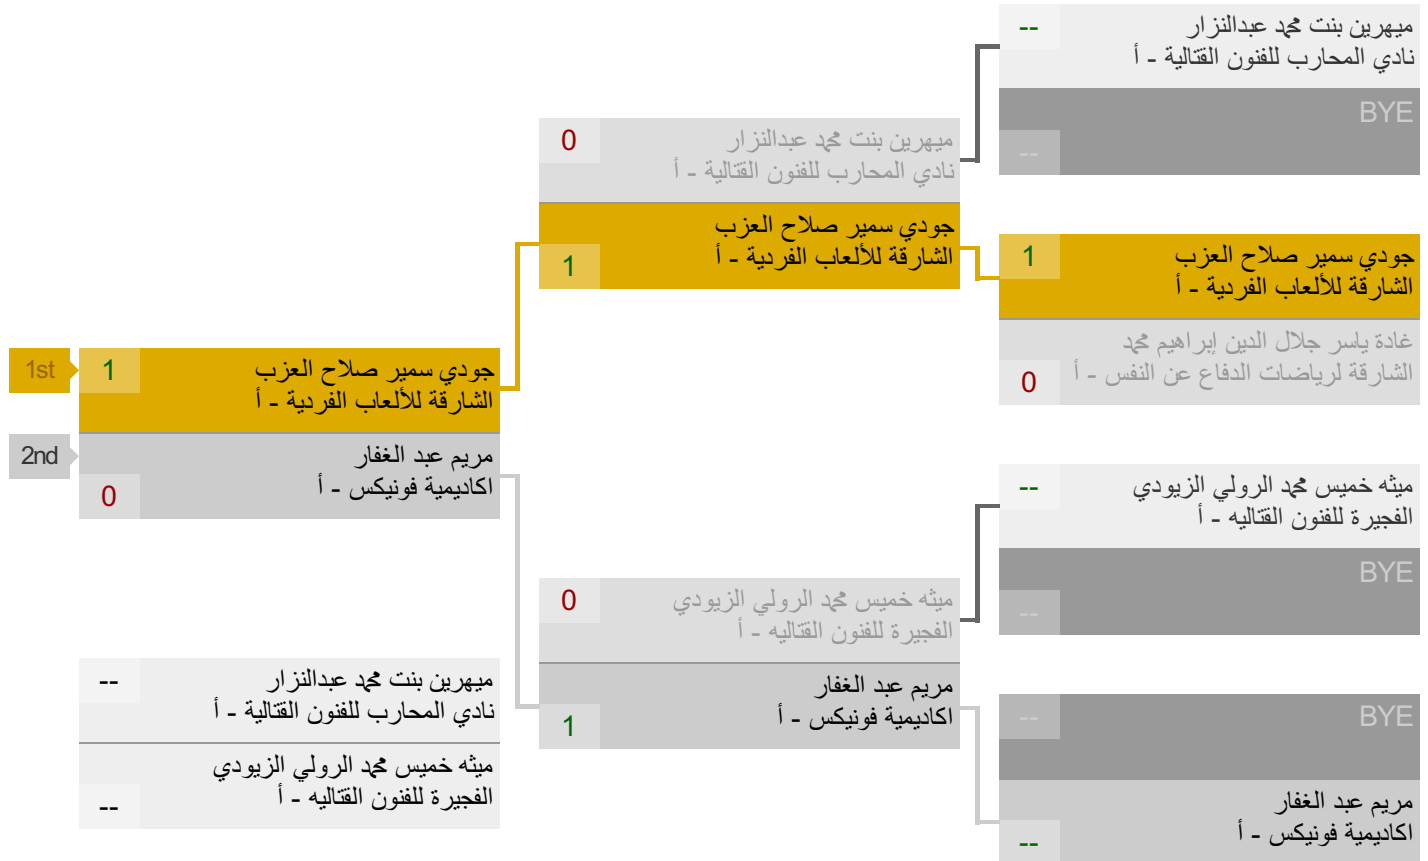 --
ميهرين بنت محمد عبدالنزار
نادي المحارب للفنون القتالية - أ
BYE
--
0
ميهرين بنت محمد عبدالنزار
نادي المحارب للفنون القتالية - أ
جودي سمير صلاح العزب
الشارقة للألعاب الفردية - أ
1
1
جودي سمير صلاح العزب
الشارقة للألعاب الفردية - أ
غادة ياسر جلال الدين إبراهيم محمد
الشارقة لرياضات الدفاع عن النفس - أ
0
1st
1
جودي سمير صلاح العزب
الشارقة للألعاب الفردية - أ
2nd
مريم عبد الغفار
اكاديمية فونيكس - أ
0
--
ميثه خميس محمد الرولي الزيودي
الفجيرة للفنون القتاليه - أ
BYE
--
0
ميثه خميس محمد الرولي الزيودي
الفجيرة للفنون القتاليه - أ
مريم عبد الغفار
اكاديمية فونيكس - أ
1
--
ميهرين بنت محمد عبدالنزار
نادي المحارب للفنون القتالية - أ
ميثه خميس محمد الرولي الزيودي
الفجيرة للفنون القتاليه - أ
--
--
BYE
مريم عبد الغفار
اكاديمية فونيكس - أ
--